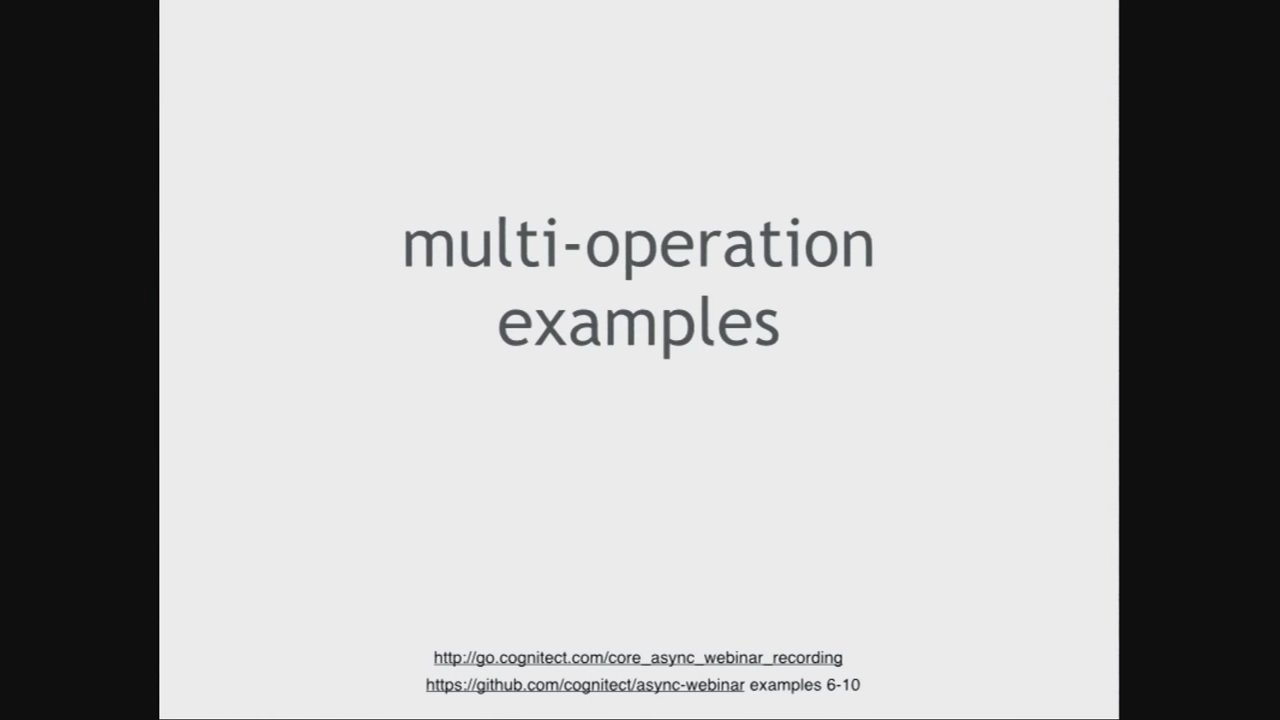 multi-operation
examples
http://go.cognitect.com/core_async_webinar_recording
https://github.com/cognitect/async-webinar examples 6-10